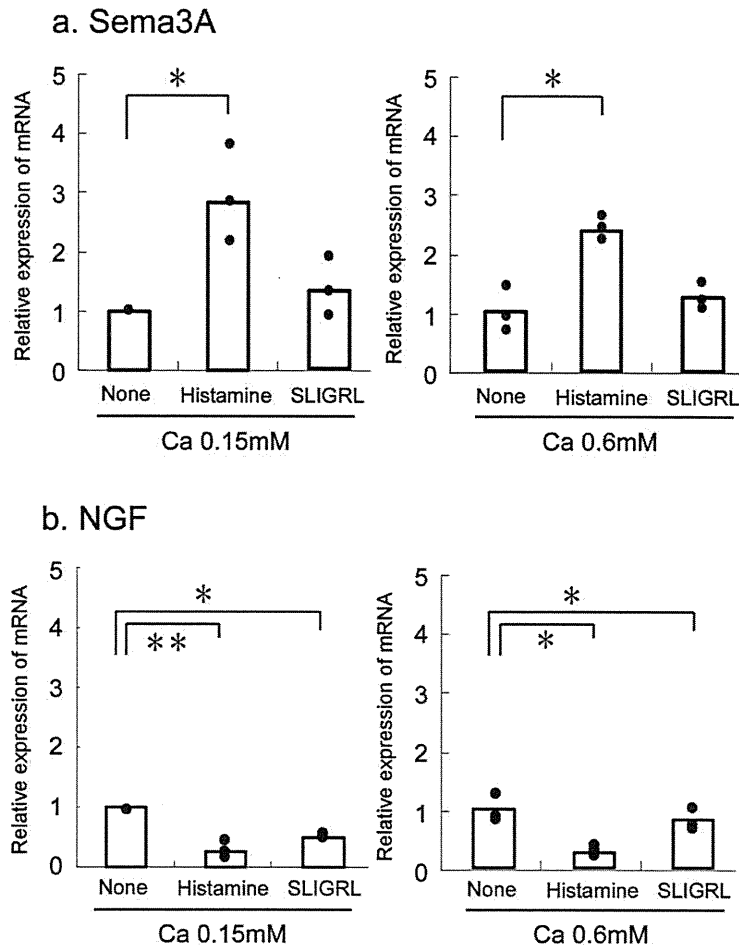 a. Sema3A
Relative expression of mRNA
5
4
3
2
1
0
*
None Histamine SLIGRL
Ca 0.15mM
Relative expression of mRNA
5
4
3
2
1
0
*
None Histamine SLIGRL
Ca 0.6mM
b. NGF
Relative expression of mRNA
5
4
3
2
1
0
*
**
None Histamine SLIGRL
Ca 0.15mM
Relative expression of mRNA
5
4
3
2
1
0
*
*
None Histamine SLIGRL
Ca 0.6mM